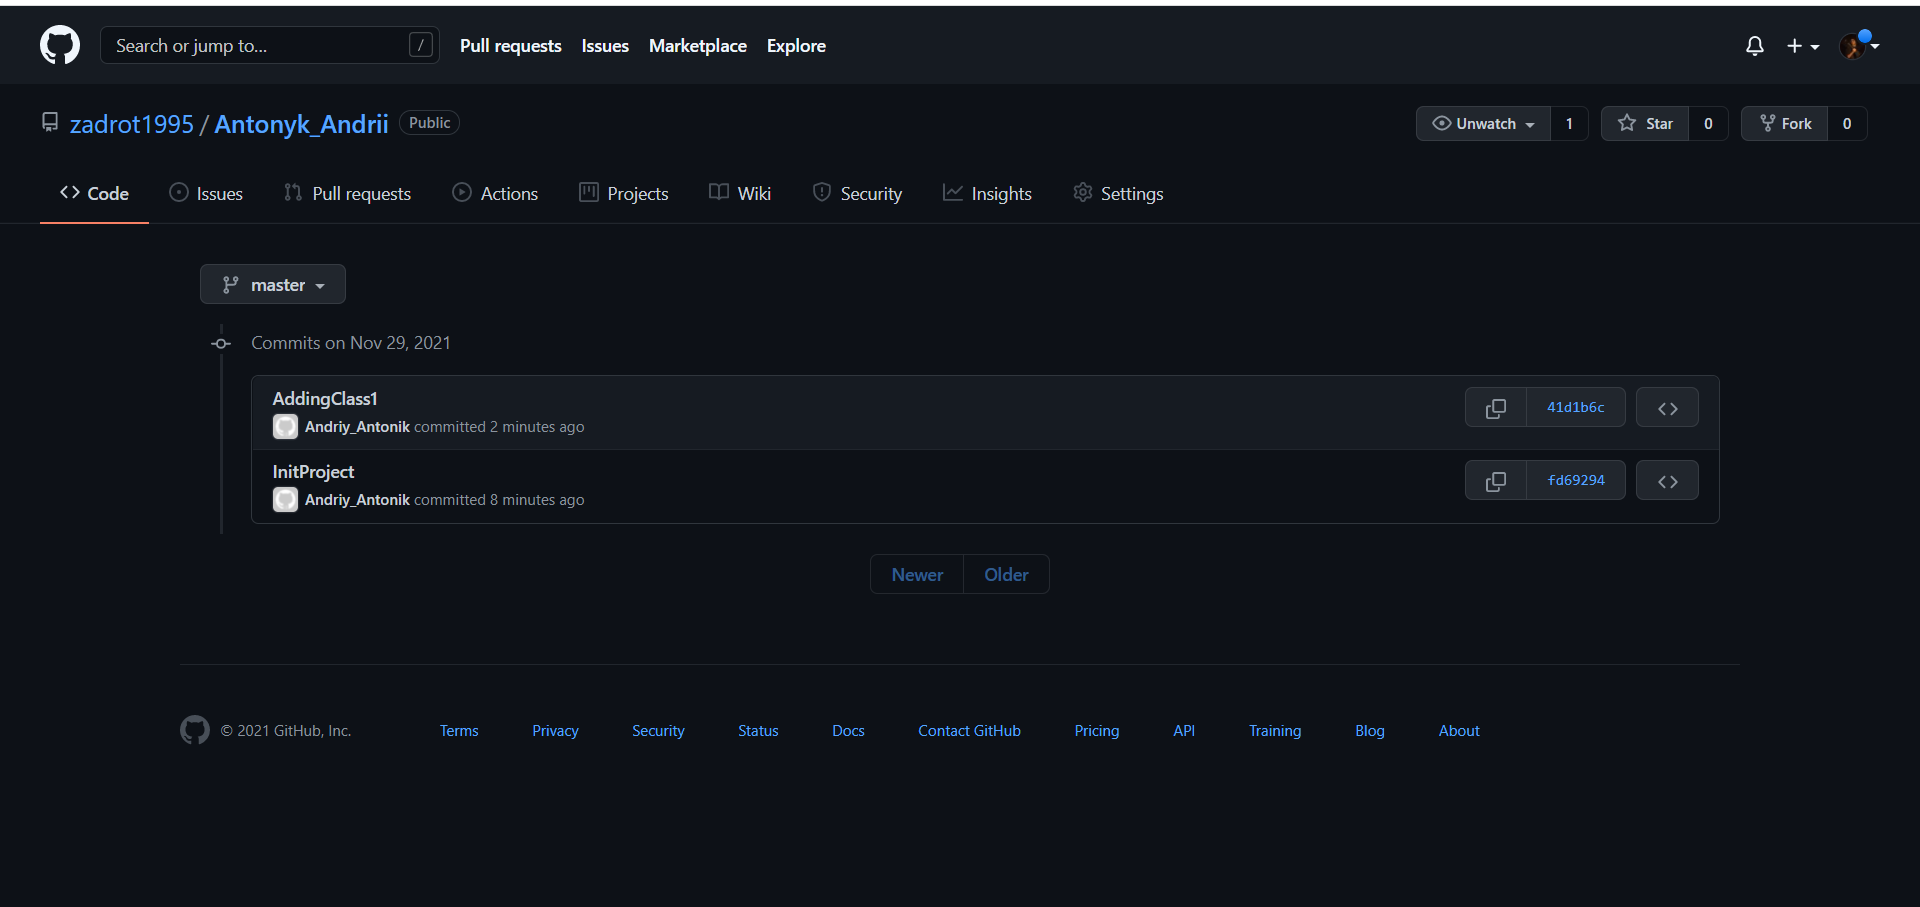 Search or jump to... /
Pull requests Issues Marketplace Explore
zadrot1995 / Antonyk_Andrii Public
Unwatch 1 Star 0 Fork 0
Code Issues Pull requests Actions Projects Wiki Security Insights Settings
master
Commits on Nov 29, 2021
AddingClass1
Andriy_Antonik committed 2 minutes ago
41d1b6c
InitProject
Andriy_Antonik committed 8 minutes ago
fd69294
Newer Older
© 2021 GitHub, Inc. Terms Privacy Security Status Docs Contact GitHub Pricing API Training Blog About